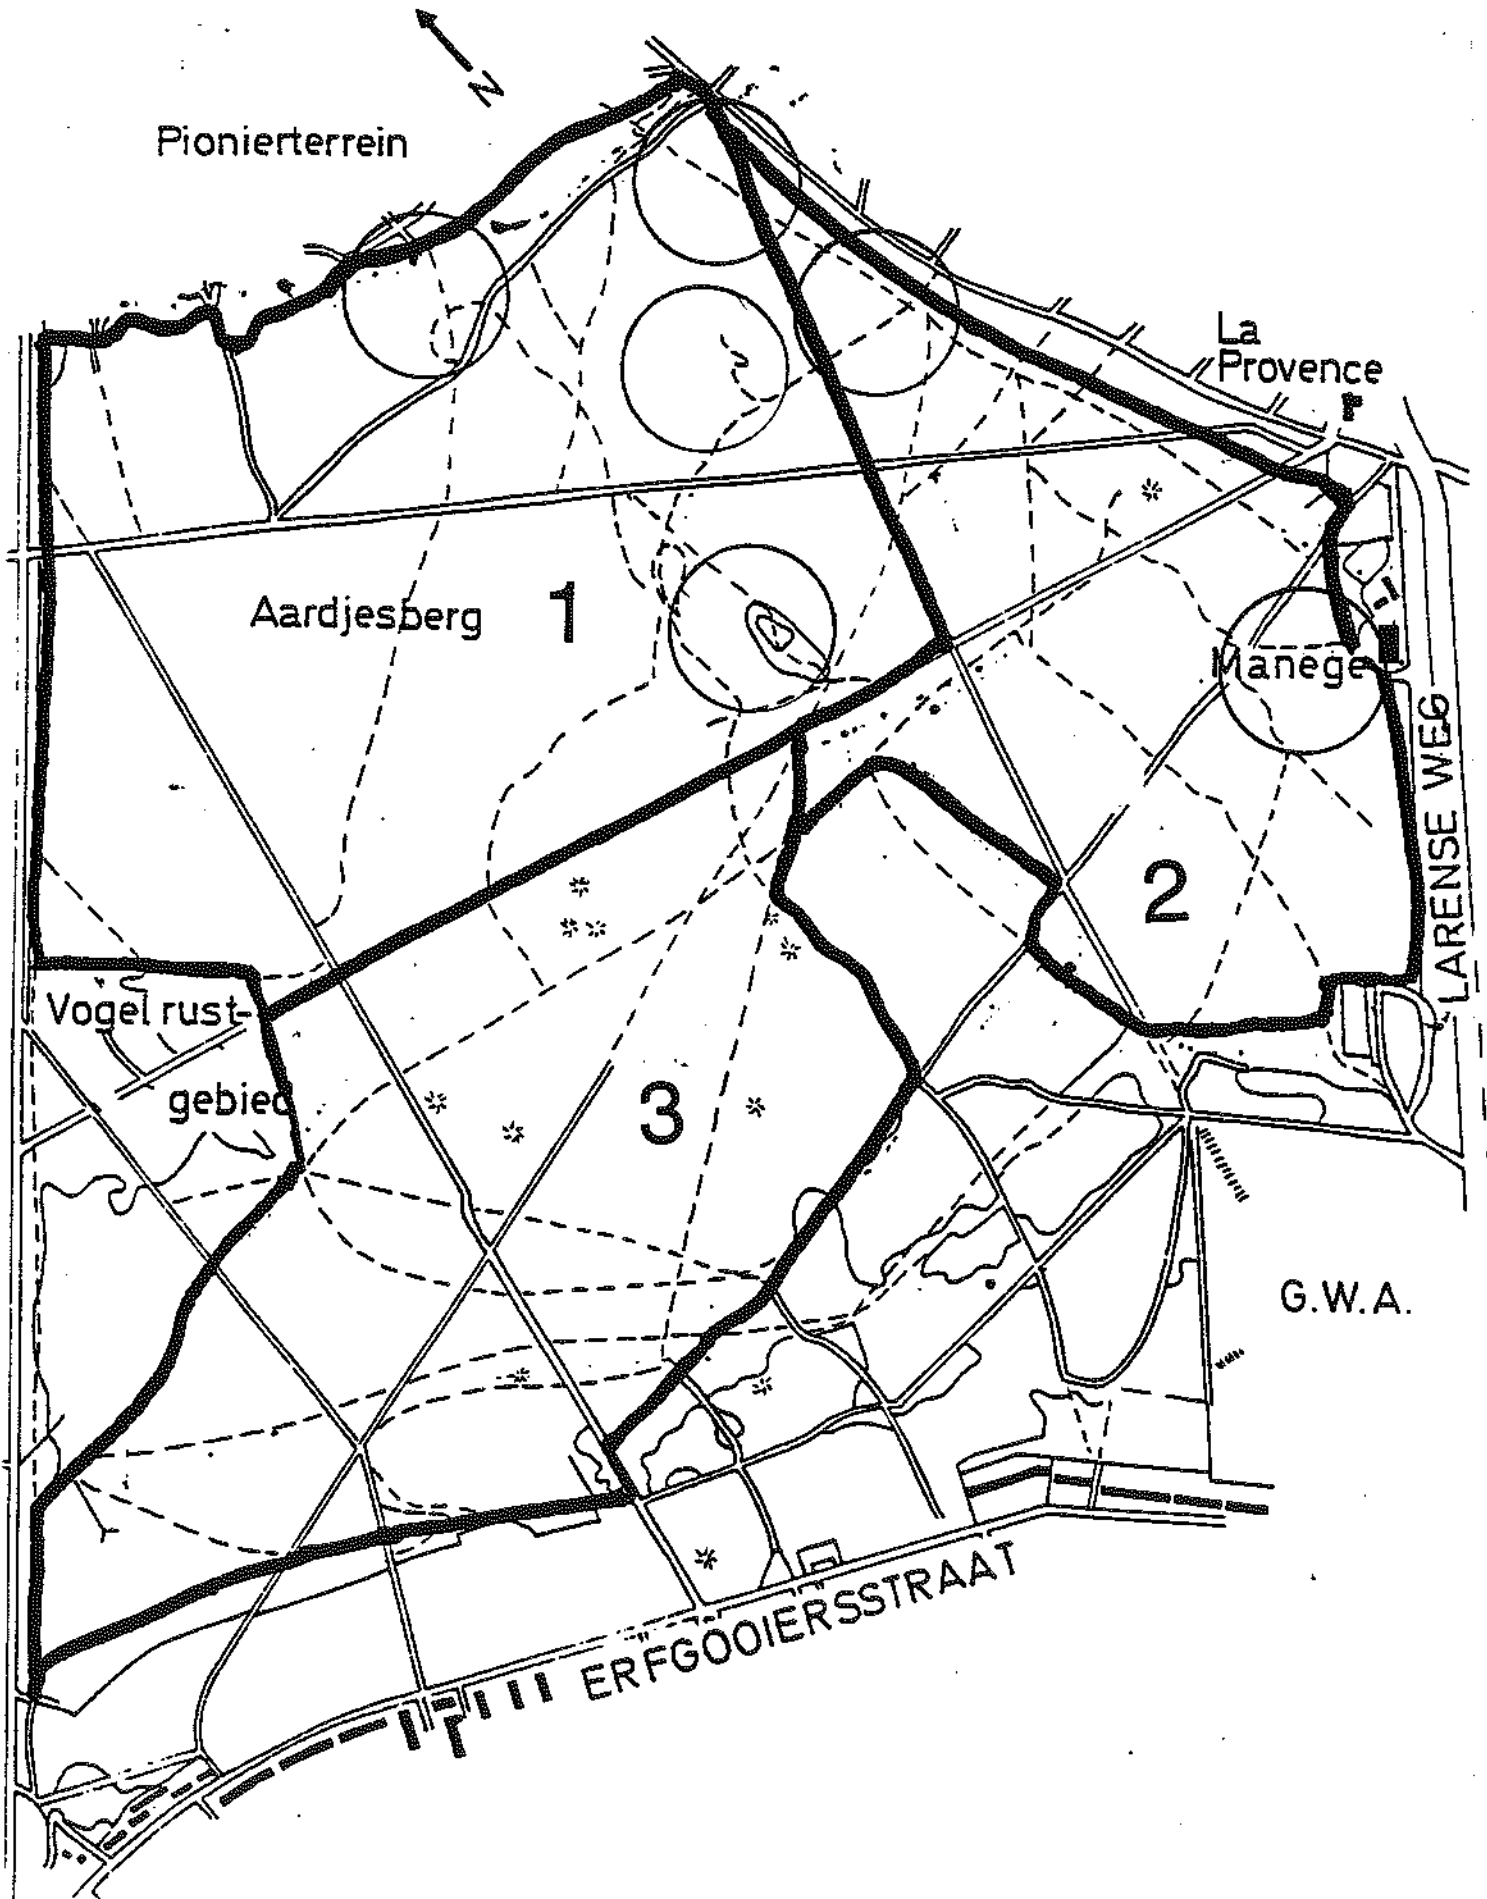 N
Pionierterrein
La
Provence
1
Aardjesberg
Manege
LARENSE WEG
2
Vogel rust-
gebied
3
G.W.A.
ERFGOOIERSSTRAAT